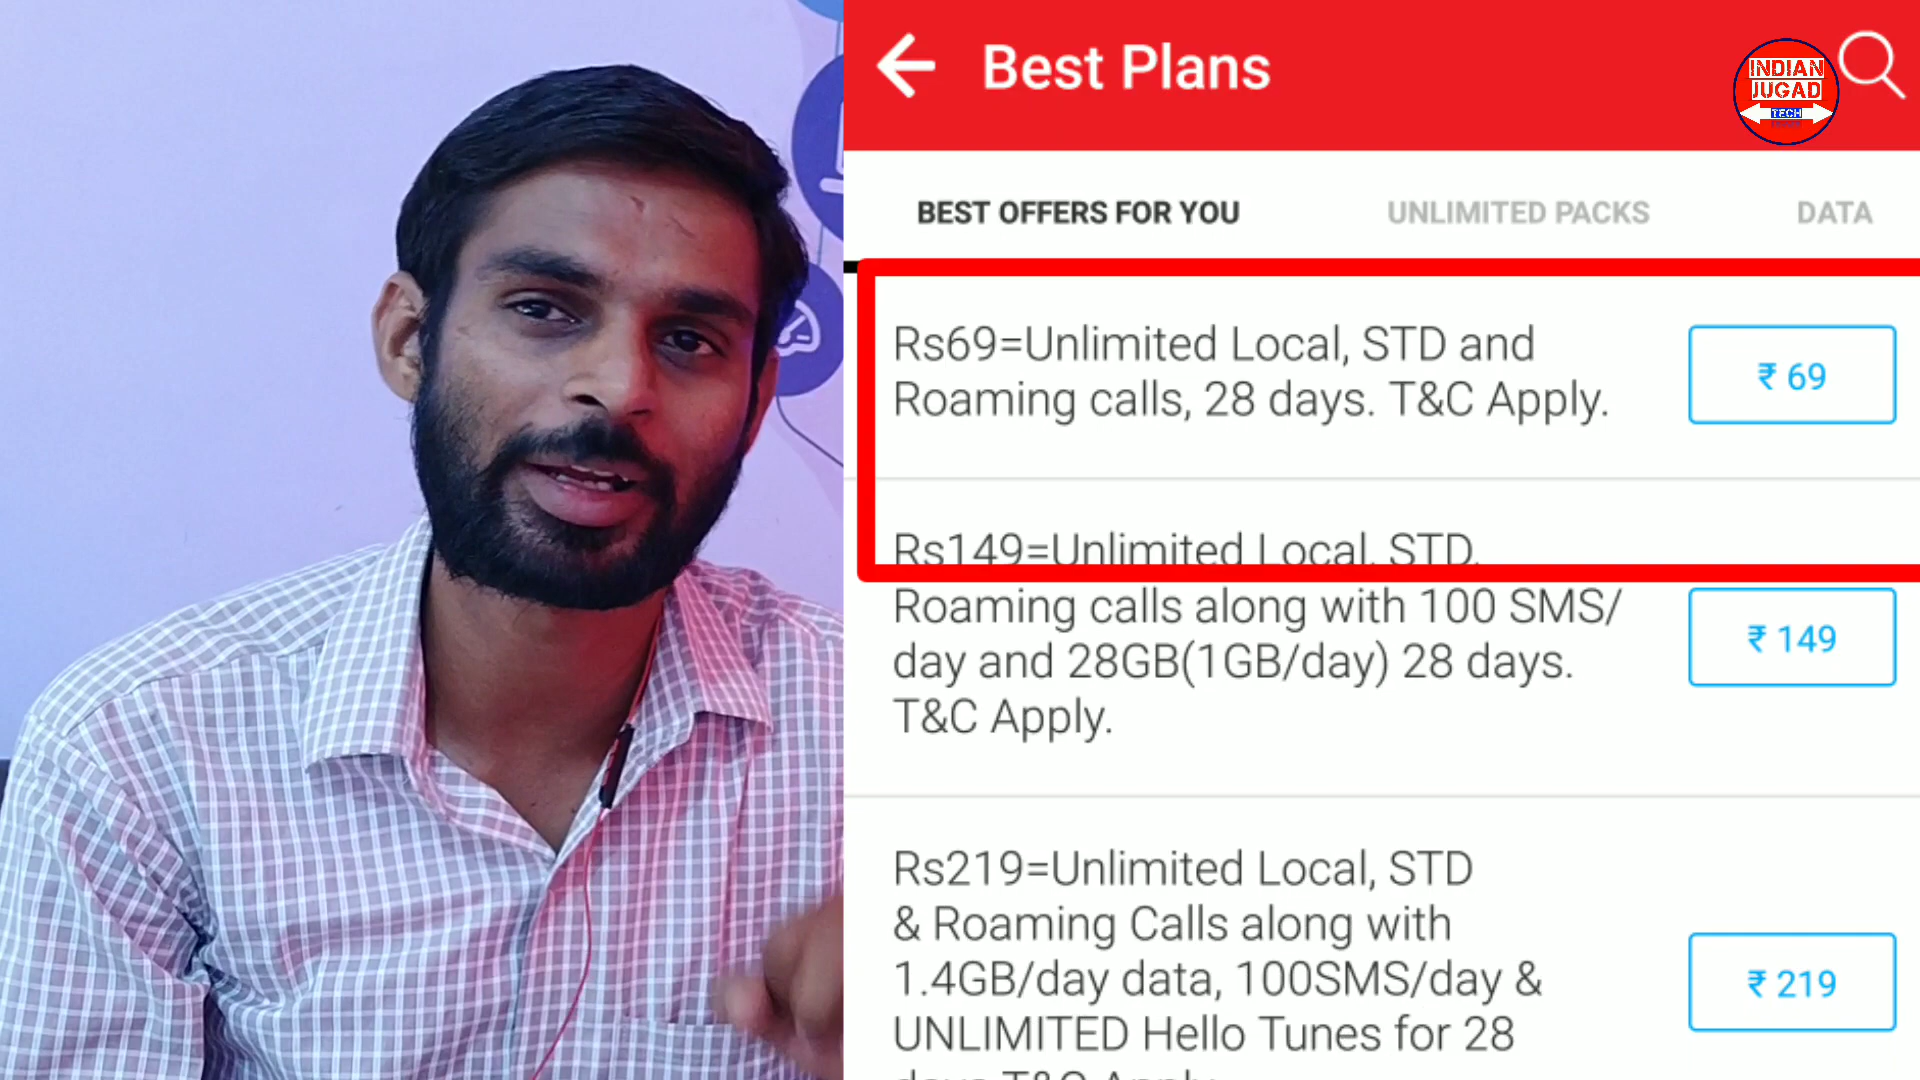 Best Plans
INDIAN
JUGAD
TECH
BEST OFFERS FOR YOU
UNLIMITED PACKS
DATA
Rs69=Unlimited Local, STD and
Roaming calls, 28 days. T&C Apply.
₹ 69
Rs149=Unlimited Local, STD,
Roaming calls along with 100 SMS/
day and 28GB(1GB/day) 28 days.
T&C Apply.
₹ 149
Rs219=Unlimited Local, STD
& Roaming Calls along with
1.4GB/day data, 100SMS/day &
UNLIMITED Hello Tunes for 28
days T&C Apply.
₹ 219